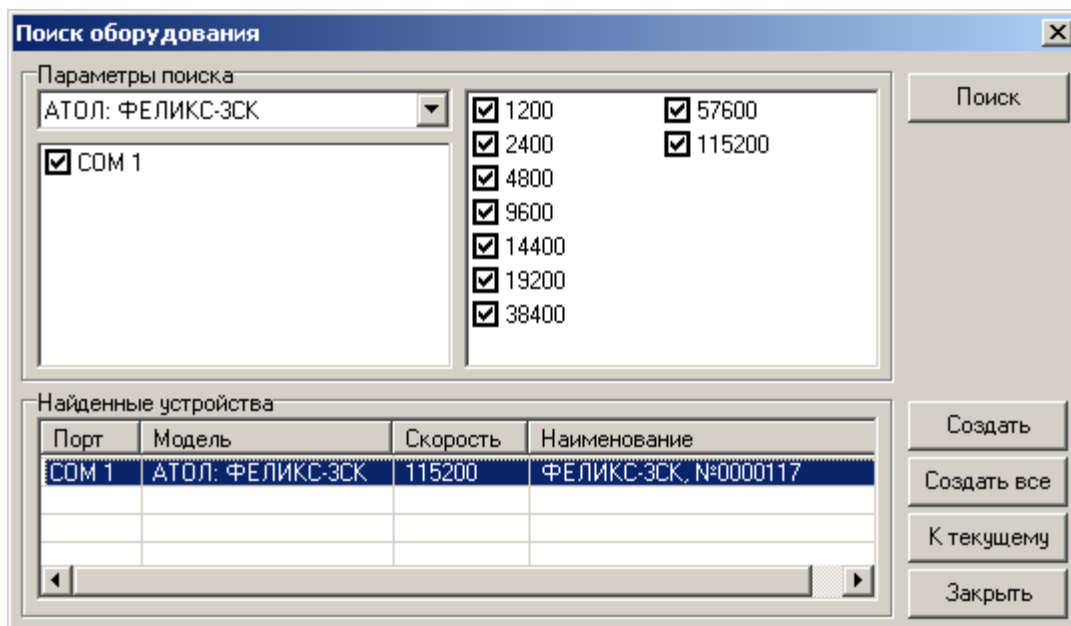 Поиск оборудования
Параметры поиска
АТОЛ: ФЕЛИКС-3СК
COM 1
1200
2400
4800
9600
14400
19200
38400
57600
115200
Поиск
Найденные устройства
Порт Модель Скорость Наименование
COM 1 АТОЛ: ФЕЛИКС-3СК 115200 ФЕЛИКС-3СК, №0000117
Создать
Создать все
К текущему
Закрыть